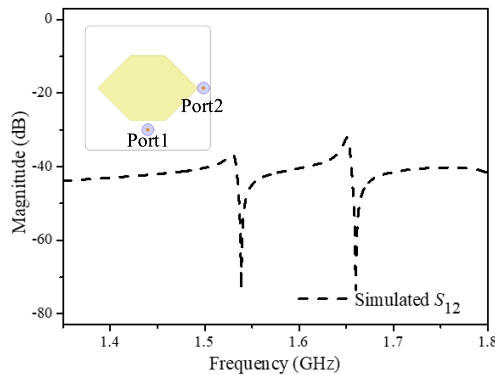 0
-20
-40
-60
-80
Magnitude (dB)
Port2
Port1
Simulated S12
1.4
1.5
1.6
1.7
1.8
Frequency (GHz)